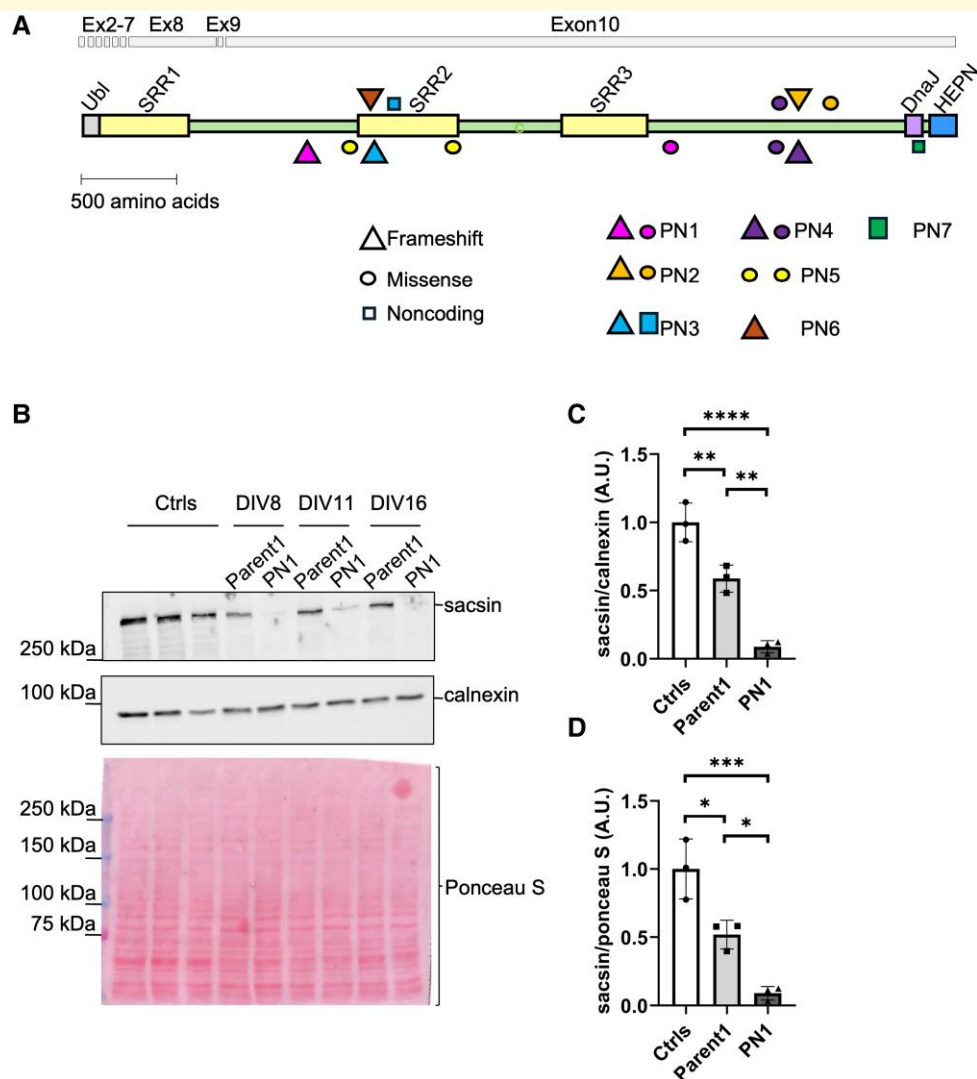 A
Ex2-7 Ex8 Ex9 Exon10
Ubl SRR1 SRR2 SRR3 DnaJ HEPN
500 amino acids
Frameshift
Missense
Noncoding
PN1 PN4 PN7
PN2 PN5
PN3 PN6
B
Ctrls DIV8 DIV11 DIV16
Parent1 PN1 Parent1 PN1 Parent1 PN1
sacsin
250 kDa
100 kDa
calnexin
250 kDa
150 kDa
100 kDa
75 kDa
Ponceau S
C
****
**
**
sacsin/calnexin (A.U.)
1.5
1.0
0.5
0.0
Ctrls Parent1 PN1
D
***
*
*
sacsin/ponceau S (A.U.)
1.5
1.0
0.5
0.0
Ctrls Parent1 PN1